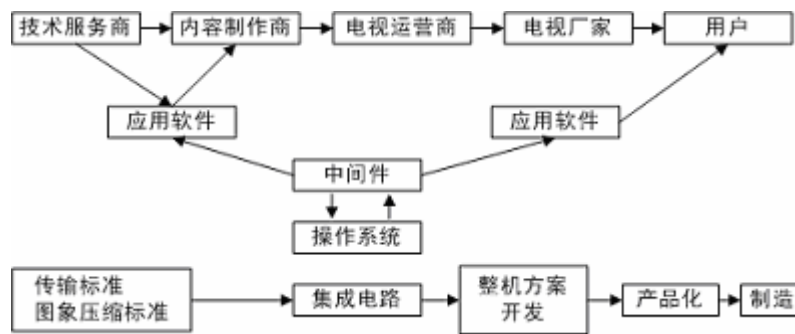 技术服务商
内容制作商
电视运营商
电视厂家
用户
应用软件
应用软件
中间件
操作系统
传输标准
图象压缩标准
集成电路
整机方案
开发
产品化
制造